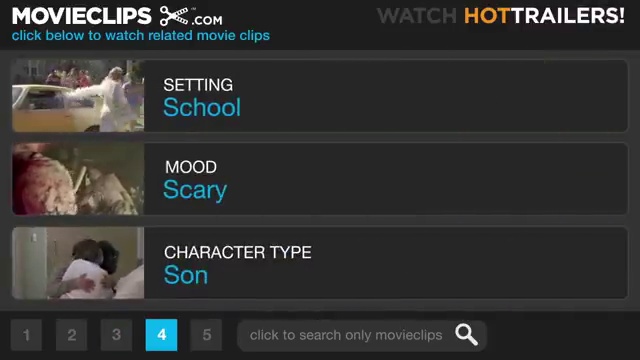 MOVIECLIPS.COM
WATCH HOTTRAILERS!
click below to watch related movie clips
SETTING
School
MOOD
Scary
CHARACTER TYPE
Son
1 2 3 4 5 click to search only movieclips